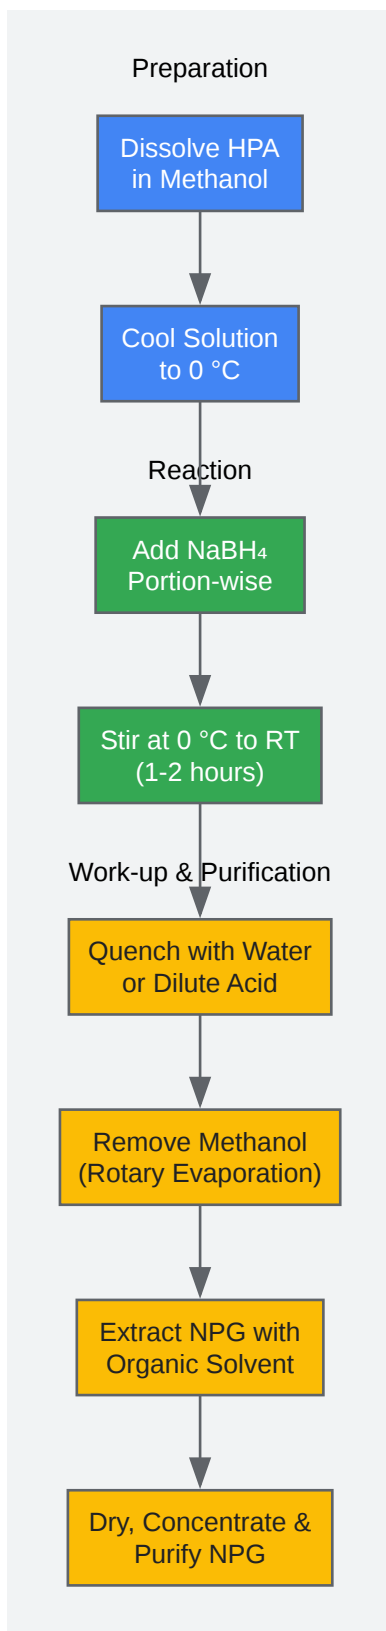 Preparation
Dissolve HPA
in Methanol
Cool Solution
to 0 °C
Reaction
Add NaBH₄
Portion-wise
Stir at 0 °C to RT
(1-2 hours)
Work-up & Purification
Quench with Water
or Dilute Acid
Remove Methanol
(Rotary Evaporation)
Extract NPG with
Organic Solvent
Dry, Concentrate &
Purify NPG